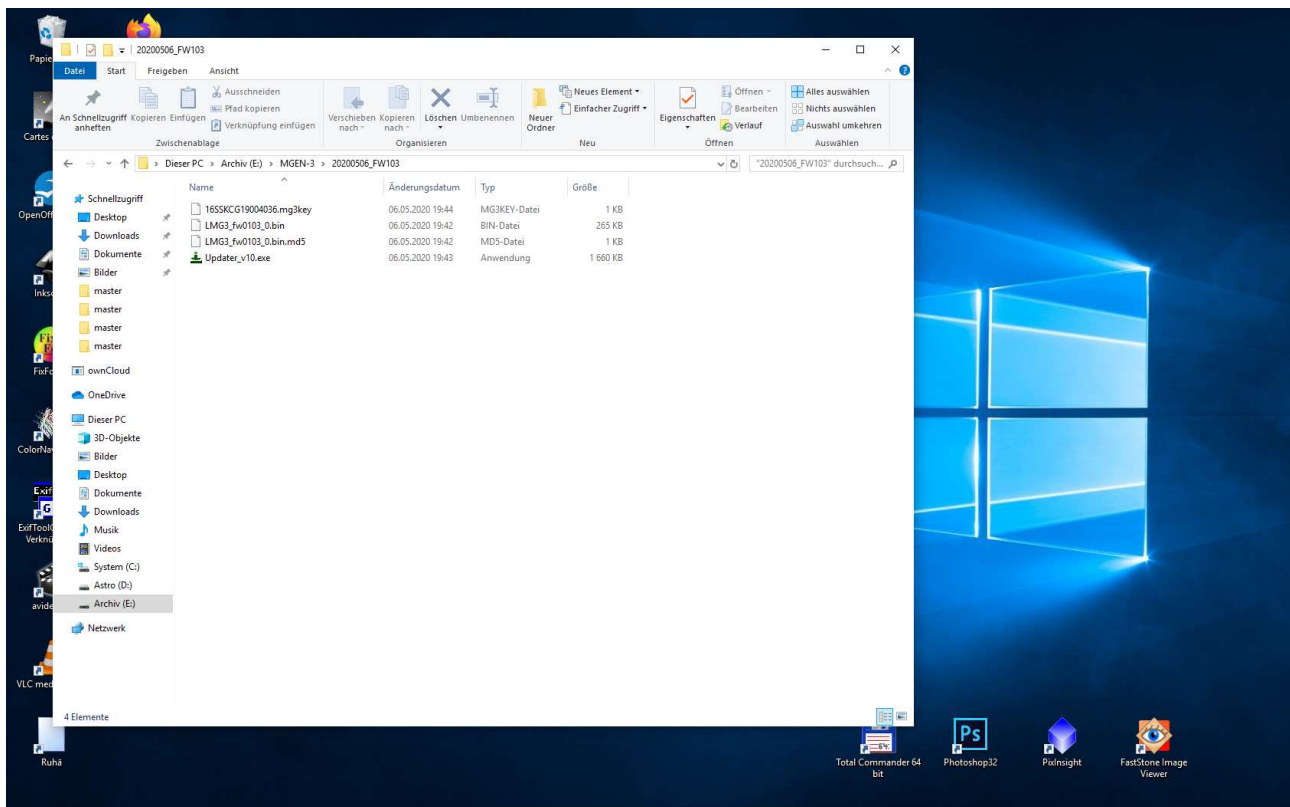 20200506_FW103
Datei Start Freigeben Ansicht
An Schnellzugriff anheften
Kopieren
Einfügen
Ausschneiden
Pfad kopieren
Verknüpfung einfügen
Zwischenablage
Verschieben nach
Kopieren nach
Löschen
Umbenennen
Organisieren
Neuer Ordner
Neues Element
Einfacher Zugriff
Neu
Eigenschaften
Öffnen
Bearbeiten
Verlauf
Öffnen
Alles auswählen
Nichts auswählen
Auswahl umkehren
Auswählen
Dieser PC > Archiv (E:) > MGEN-3 > 20200506_FW103
"20200506_FW103" durchsuch...
Name Änderungsdatum Typ Größe
16SSKCG19004036.mg3key 06.05.2020 19:44 MG3KEY-Datei 1 KB
LMG3_fw0103_0.bin 06.05.2020 19:42 BIN-Datei 265 KB
LMG3_fw0103_0.bin.md5 06.05.2020 19:42 MD5-Datei 1 KB
Updater_v10.exe 06.05.2020 19:43 Anwendung 1 660 KB
Schnellzugriff
Desktop
Downloads
Dokumente
Bilder
master
master
master
master
ownCloud
OneDrive
Dieser PC
3D-Objekte
Bilder
Desktop
Dokumente
Downloads
Musik
Videos
System (C:)
Astro (D:)
Archiv (E:)
Netzwerk
4 Elemente
Papie
Cartes
OpenOff
Inks
Fi
F
FixFo
ColorNa
Exif
G
ExifTool
Verknü
avide
VLC med
Ruhä
64
Total Commander 64
bit
Ps
Photoshop32
PixInsight
FastStone Image
Viewer